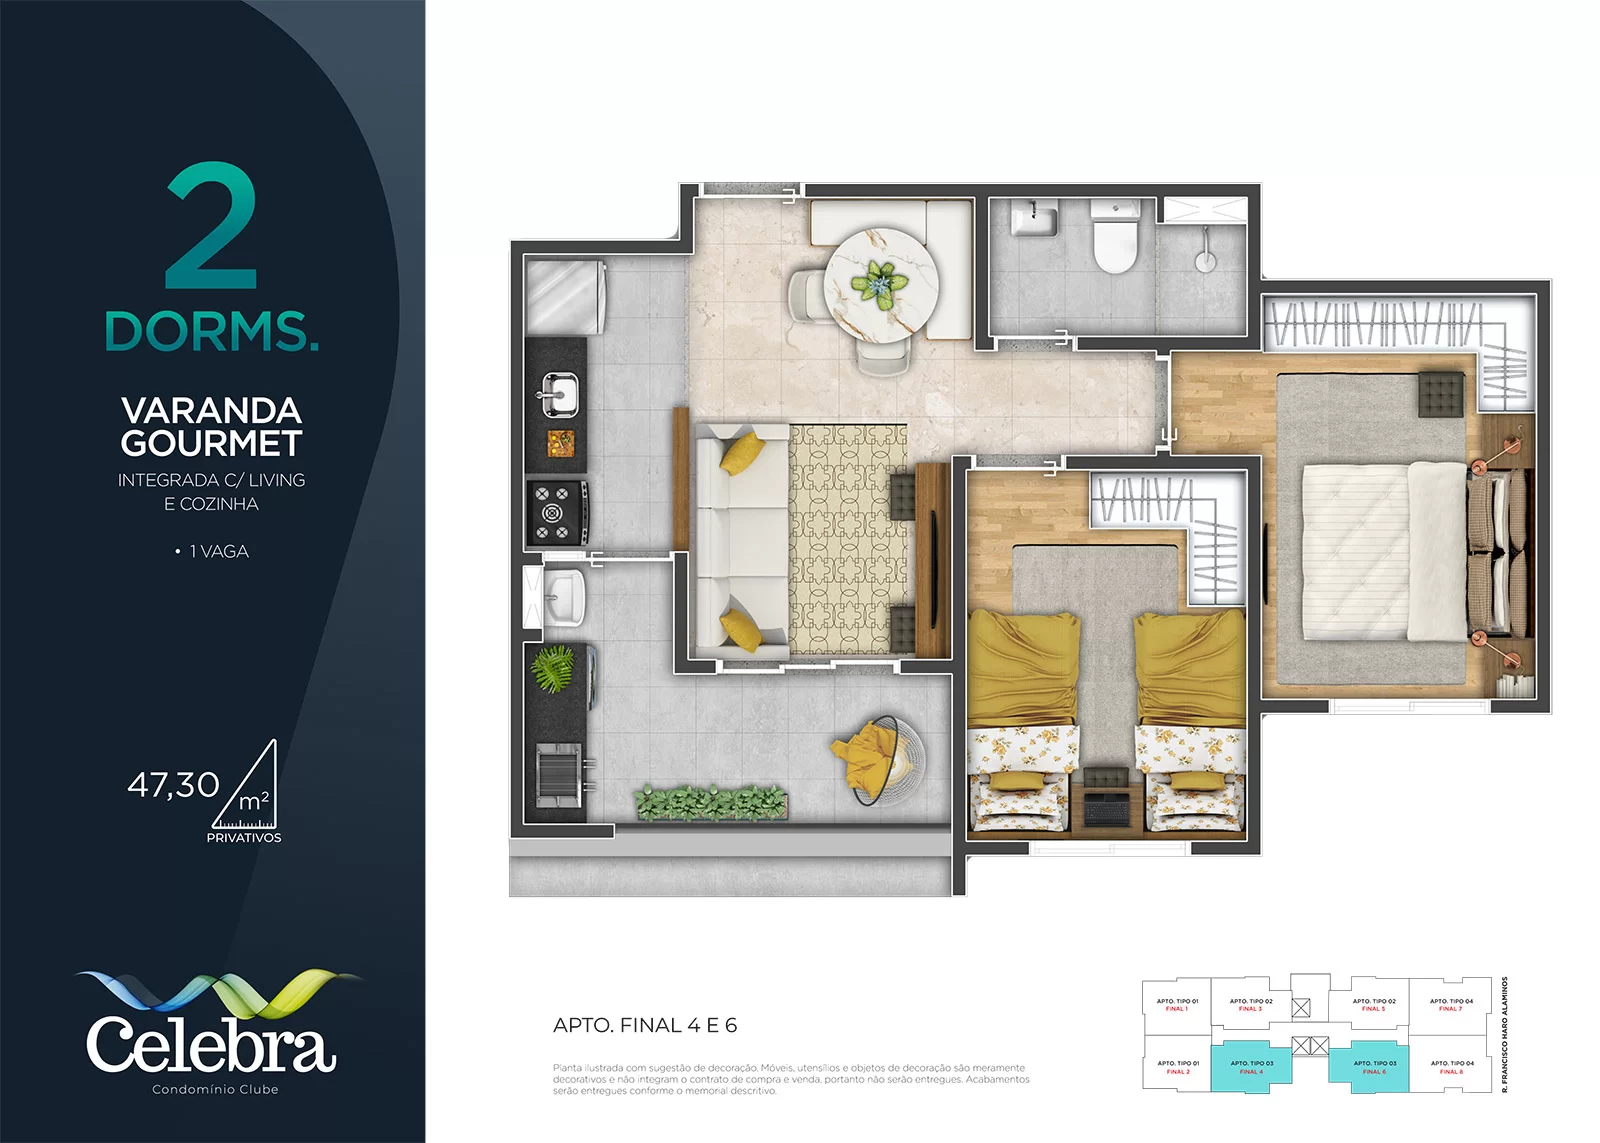 2
DORMS.
VARANDA
GOURMET
INTEGRADA C/ LIVING
E COZINHA
• 1 VAGA
47,30 m²
PRIVATIVOS
Celebra
Condomínio Clube
APTO. FINAL 4 E 6
Planta ilustrada com sugestão de decoração. Móveis, utensílios e objetos de decoração são meramente
decorativos e não integram o contrato de compra e venda, portanto não serão entregues. Acabamentos
serão entregues conforme o memorial descritivo.
APTO. TIPO 01
FINAL 1
APTO. TIPO 02
FINAL 3
APTO. TIPO 02
FINAL 5
APTO. TIPO 04
FINAL 7
APTO. TIPO 01
FINAL 2
APTO. TIPO 03
FINAL 4
APTO. TIPO 03
FINAL 6
APTO. TIPO 04
FINAL 8
R. FRANCISCO MARO ALAMINOS